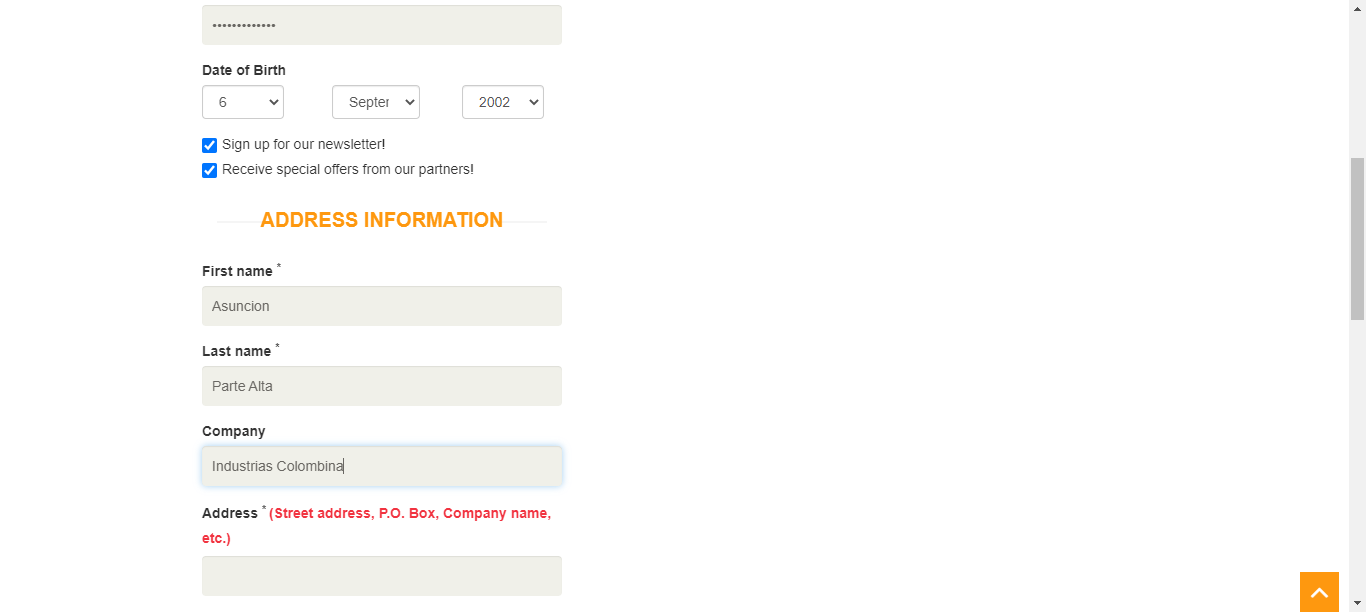 •••••••••••••
Date of Birth
6 Septer 2002
Sign up for our newsletter!
Receive special offers from our partners!
ADDRESS INFORMATION
First name *
Asuncion
Last name *
Parte Alta
Company
Industrias Colombina
Address * (Street address, P.O. Box, Company name,
etc.)